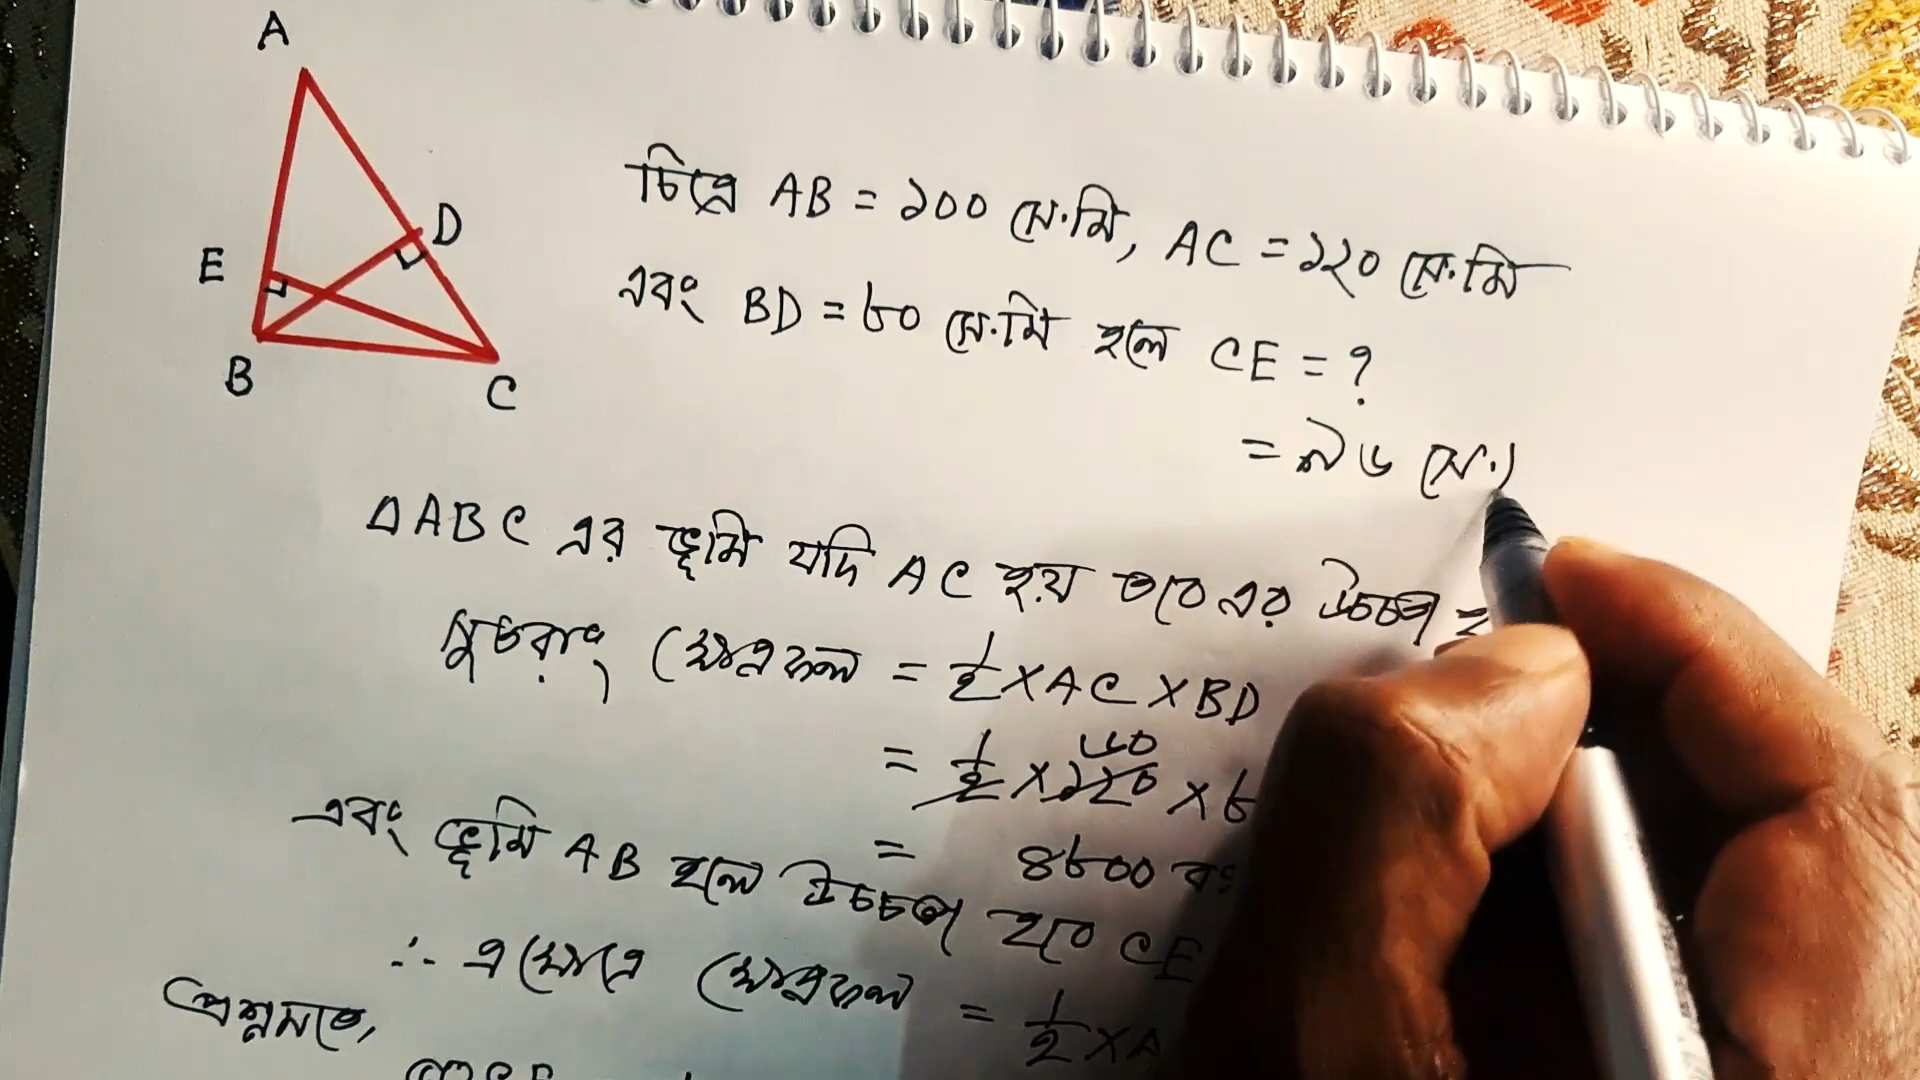 A
D
E
B
C
চিত্রে AB = ১০০ সে.মি, AC = ১২০ সে.মি
এবং BD = ৮০ সে.মি হলে CE = ?
= ৯৬ সে.
ΔABC এর ভূমি যদি AC হয় তবে এর উচ্চতা
সুতরাং ক্ষেত্রফল = 1/2 × AC × BD
= 1/2 × ১২০ × ৮
৬০
= ৪৮০০ বঃ
এবং ভূমি AB হলে উচ্চতা হবে CE
∴ এক্ষেত্রে ক্ষেত্রফল = 1/2 × A
প্রশ্নমতে,